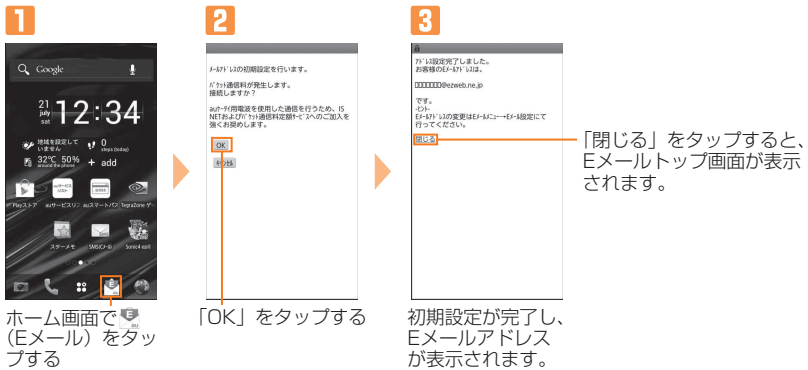 1
Google
21
july
sat
12:34
地域を設定して
いません
0
steps (today)
32℃ 50%
around the phone
+ add
Playストア
auサービスリン
auスマートパス
TegraZone ゲー
スターメモ
SMS(Cメール)
Sonic4 epII
ホーム画面で
（Eメール）をタッ
プする
2
メールアドレスの初期設定を行います。
パケット通信料が発生します。
接続しますか？
auケータイ用電波を使用した通信を行うため、IS
NETおよびパケット通信料定額サービスへのご加入を
強くお奨めします。
OK
キャンセル
「OK」をタップする
3
アドレス設定完了しました。
お客様のEメールアドレスは、
□□□□□□□@ezweb.ne.jp
です。
-ヒント-
Eメールアドレスの変更はEメールメニュー→Eメール設定にて
行ってください。
閉じる
「閉じる」をタップすると、
Eメールトップ画面が表示
されます。
初期設定が完了し、
Eメールアドレス
が表示されます。